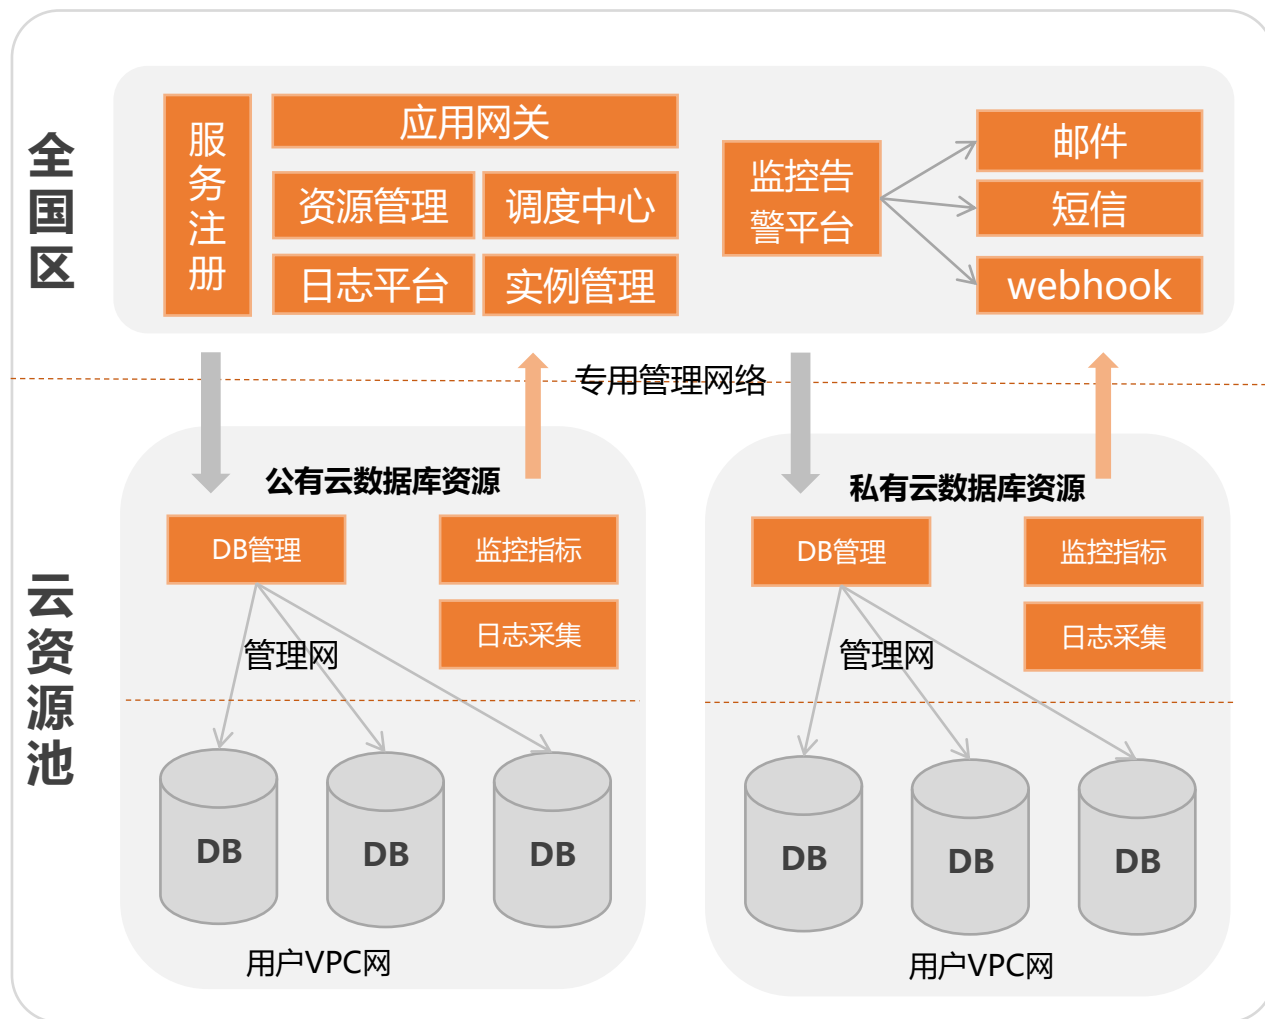 全国区
服务注册
应用网关
资源管理
调度中心
日志平台
实例管理
监控告
警平台
邮件
短信
webhook
专用管理网络
云资源池
公有云数据库资源
DB管理
监控指标
日志采集
管理网
DB
DB
DB
用户VPC网
私有云数据库资源
DB管理
监控指标
日志采集
管理网
DB
DB
DB
用户VPC网